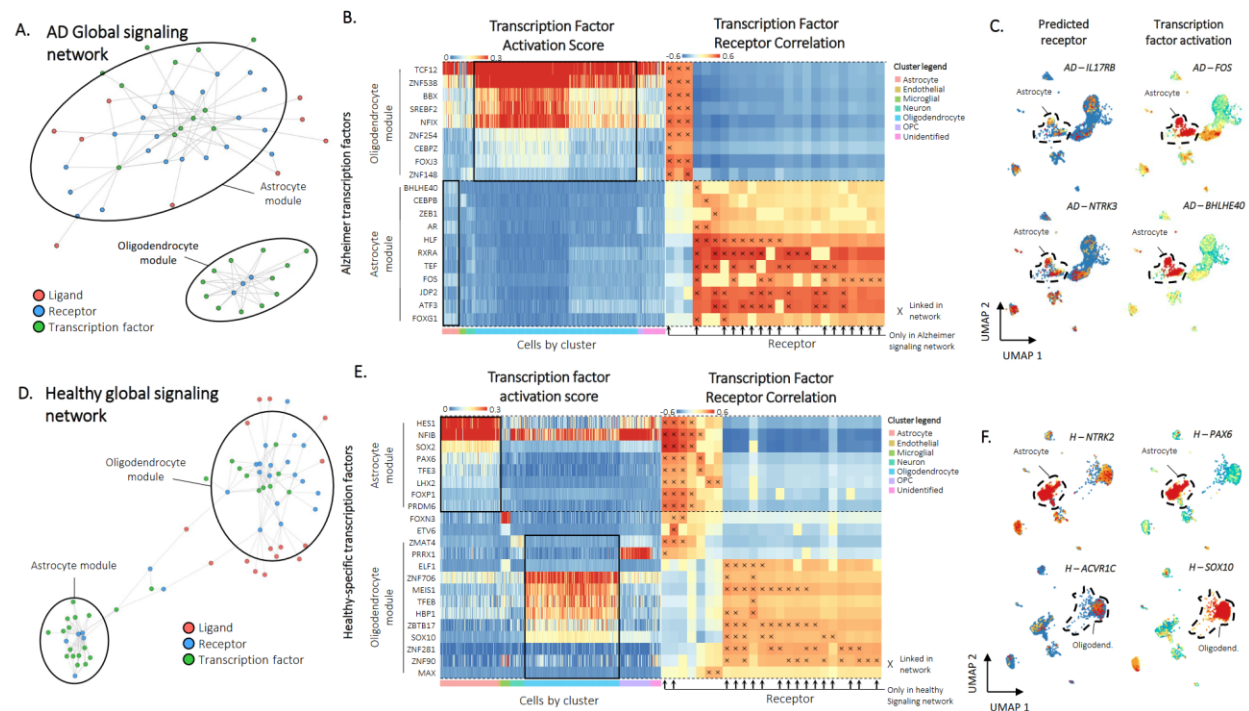 A.
AD Global signaling
network
Astrocyte
module
Oligodendrocyte
module
Ligand
Receptor
Transcription factor
B.
Transcription Factor
Activation Score
0
0.3
Transcription Factor
Receptor Correlation
-0.6
0.6
Alzheimer transcription factors
Oligodendrocyte
module
Astrocyte
module
TCF12
ZNF538
BBX
SREBF2
NFIX
ZNF254
CEBPZ
FOXJ3
ZNF148
BHLHE40
CEBPB
ZEB1
AR
HLF
RXRA
TEF
FOS
JDP2
ATF3
FOXG1
Cluster legend
Astrocyte
Endothelial
Microglial
Neuron
Oligodendrocyte
OPC
Unidentified
X Linked in
network
Only in Alzheimer
signaling network
Cells by cluster
Receptor
C.
Predicted
receptor
Transcription
factor activation
AD–IL17RB
AD–FOS
Astrocyte
Astrocyte
AD–NTRK3
AD–BHLHE40
Astrocyte
Astrocyte
UMAP 2
UMAP 1
D.
Healthy global signaling
network
Oligodendrocyte
module
Astrocyte module
Ligand
Receptor
Transcription factor
E.
Transcription factor
activation score
0
0.3
Transcription Factor
Receptor Correlation
-0.6
0.6
Healthy-specific transcription factors
Astrocyte
module
Oligodendrocyte
module
HES1
NFIB
SOX2
PAX6
TFE3
LHX2
FOXP1
PRDM6
FOXN3
ETV6
ZMAT4
PRRX1
ELF1
ZNF706
MEIS1
TFEB
HBP1
ZBTB17
SOX10
ZNF281
ZNF90
MAX
Cluster legend
Astrocyte
Endothelial
Microglial
Neuron
Oligodendrocyte
OPC
Unidentified
X Linked in
network
Only in healthy
Signaling network
Cells by cluster
Receptor
F.
H–NTRK2
H–PAX6
Astrocyte
Astrocyte
H–ACVR1C
H–SOX10
Oligodend.
Oligodend.
UMAP 2
UMAP 1